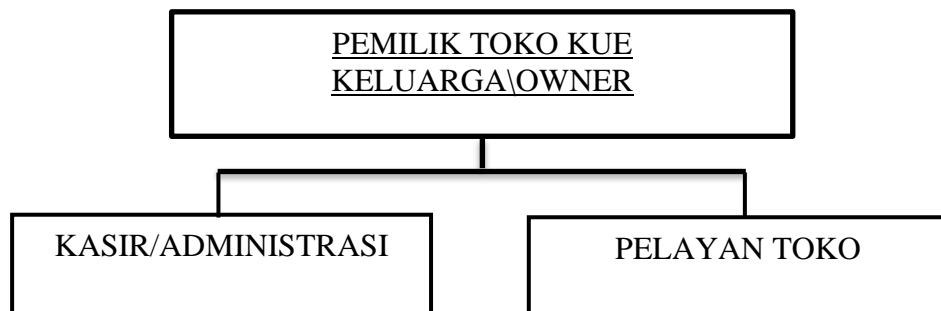 PEMILIK TOKO KUE
KELUARGA\OWNER
KASIR/ADMINISTRASI
PELAYAN TOKO